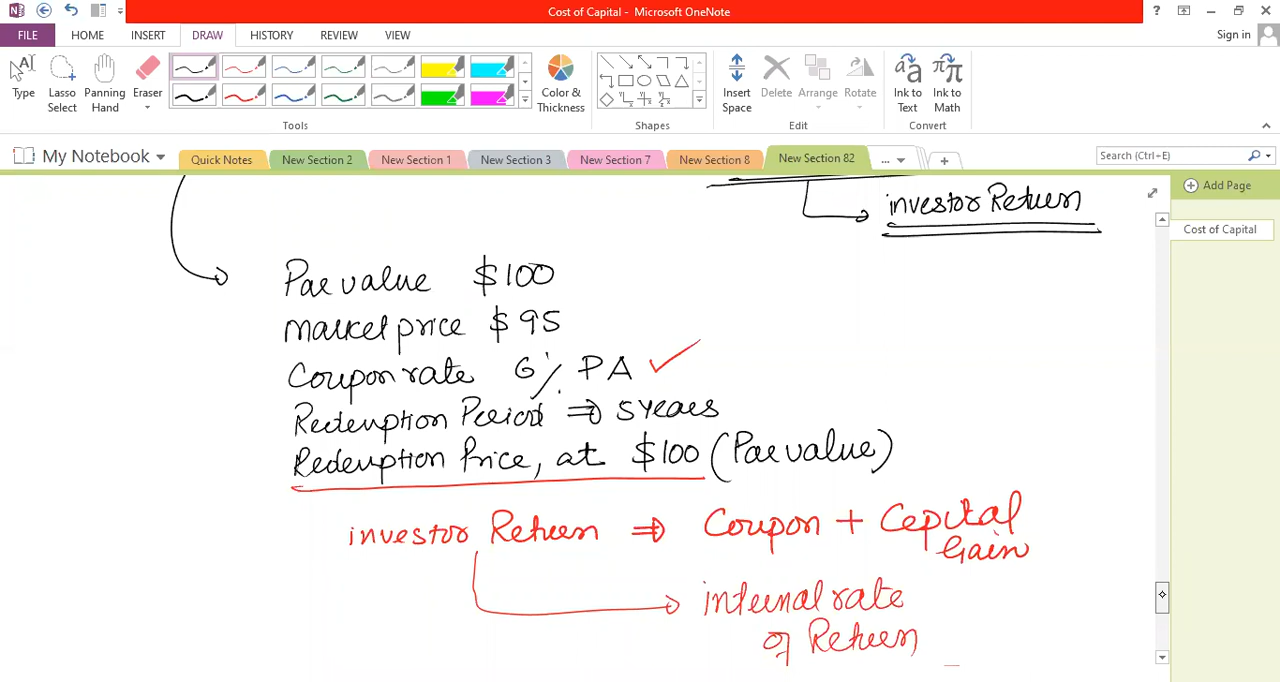 Cost of Capital - Microsoft OneNote
?
FILE HOME INSERT DRAW HISTORY REVIEW VIEW
Sign in
Type
Lasso Select
Panning Hand
Eraser
Color & Thickness
Insert Space
Delete
Arrange
Rotate
Ink to Text
Ink to Math
Tools
Shapes
Edit
Convert
My Notebook
Quick Notes New Section 2 New Section 1 New Section 3 New Section 7 New Section 8 New Section 82 ...
Search (Ctrl+E)
Add Page
Cost of Capital
investor Return
Par value $100
Market price $95
Coupon rate 6% PA
Redemption Period ⇒ 5 years
Redemption Price, at $100 (Par value)
investor Return ⇒ Coupon + Capital
Gain
internal rate
of Return